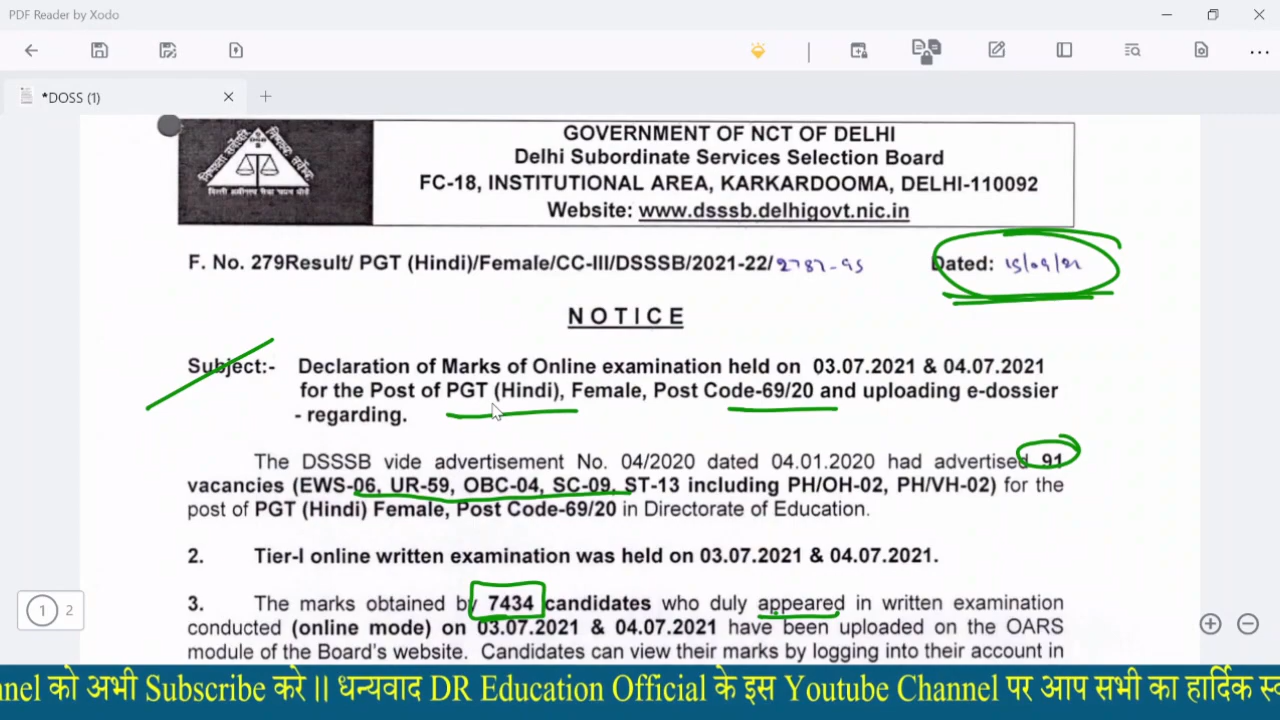 PDF Reader by Xodo
*DOSS (1)
GOVERNMENT OF NCT OF DELHI
Delhi Subordinate Services Selection Board
FC-18, INSTITUTIONAL AREA, KARKARDOOMA, DELHI-110092
Website: www.dsssb.delhigovt.nic.in
F. No. 279Result/ PGT (Hindi)/Female/CC-III/DSSSB/2021-22/2787-95 Dated: 15/09/21
NOTICE
Subject:- Declaration of Marks of Online examination held on 03.07.2021 & 04.07.2021
for the Post of PGT (Hindi), Female, Post Code-69/20 and uploading e-dossier
- regarding.
The DSSSB vide advertisement No. 04/2020 dated 04.01.2020 had advertised 91
vacancies (EWS-06, UR-59, OBC-04, SC-09, ST-13 including PH/OH-02, PH/VH-02) for the
post of PGT (Hindi) Female, Post Code-69/20 in Directorate of Education.
2. Tier-I online written examination was held on 03.07.2021 & 04.07.2021.
3. The marks obtained by 7434 candidates who duly appeared in written examination
conducted (online mode) on 03.07.2021 & 04.07.2021 have been uploaded on the OARS
module of the Board's website. Candidates can view their marks by logging into their account in
1 2
nnel को अभी Subscribe करे || धन्यवाद DR Education Official के इस Youtube Channel पर आप सभी का हार्दिक स्व